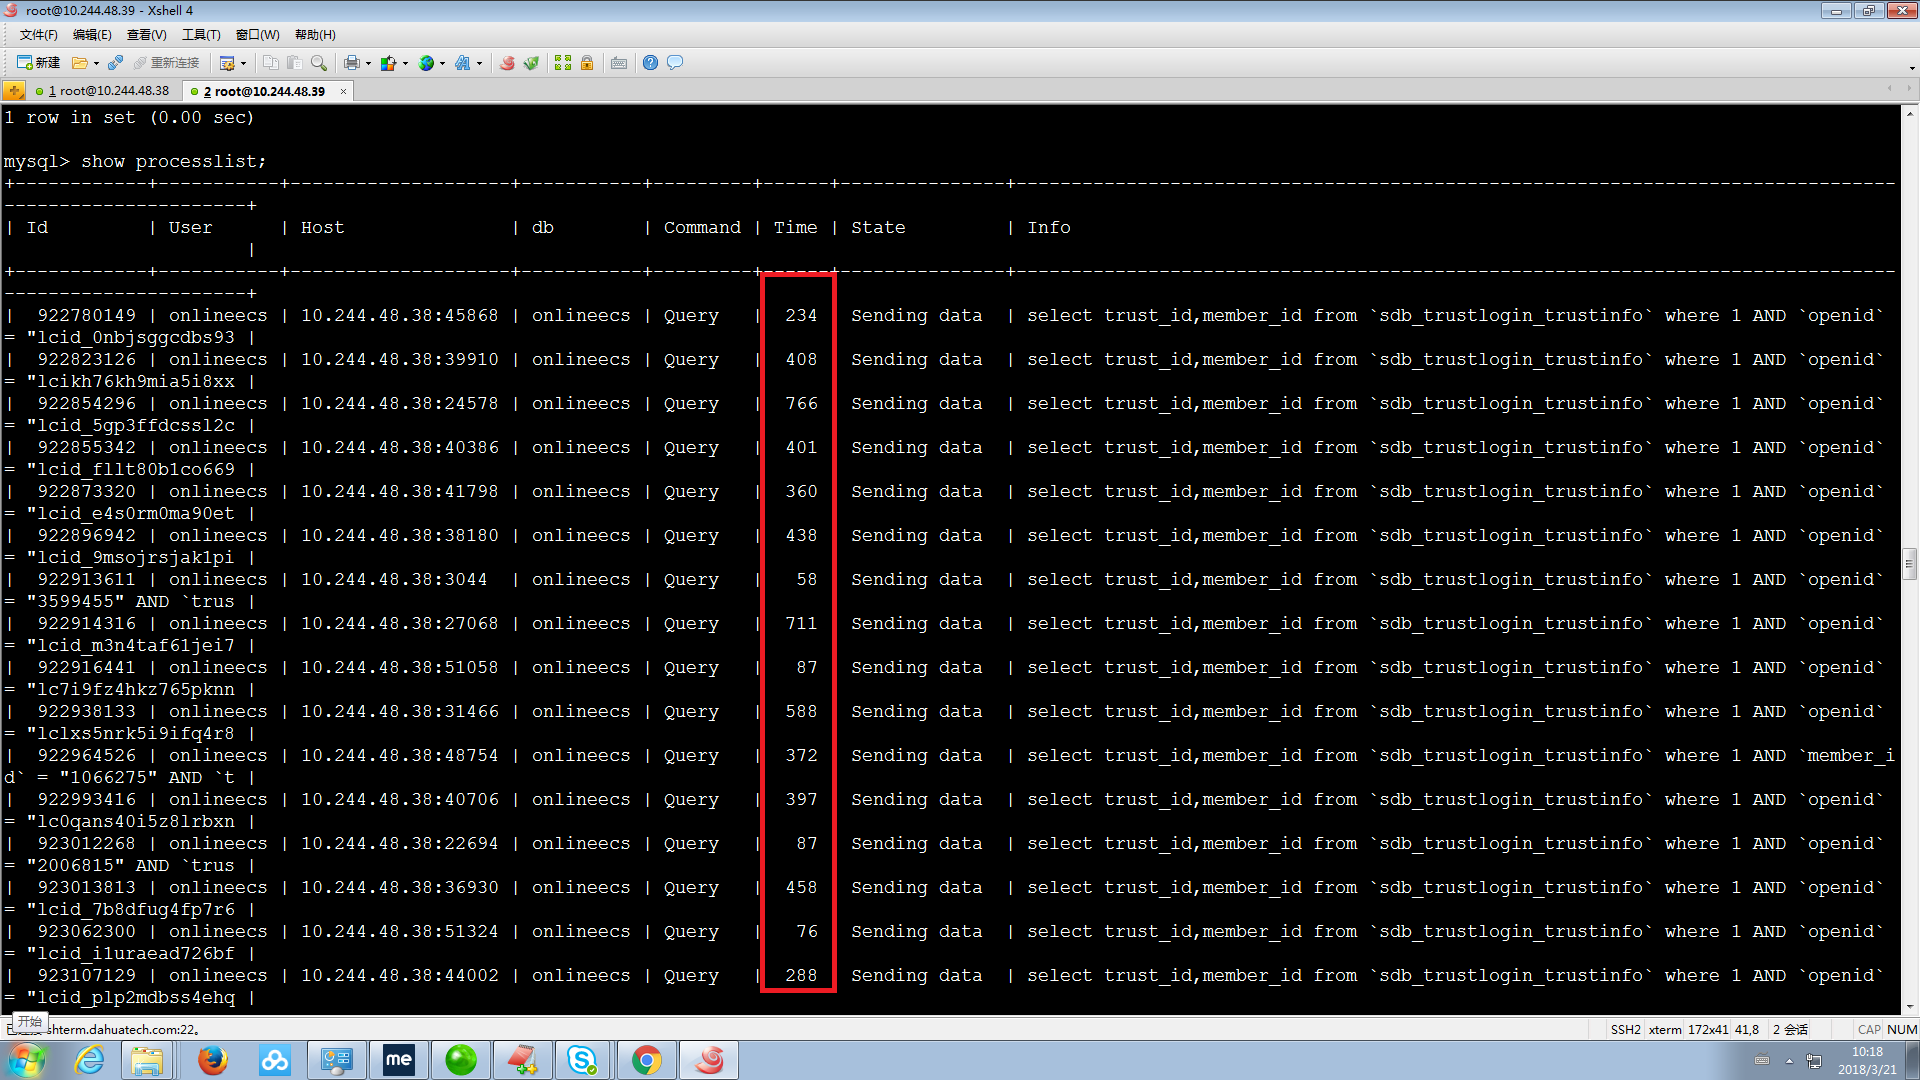 root@10.244.48.39 - Xshell 4
文件(F) 编辑(E) 查看(V) 工具(T) 窗口(W) 帮助(H)
新建 重新连接
1 root@10.244.48.38 2 root@10.244.48.39
1 row in set (0.00 sec)
mysql> show processlist;
+------------+-----------+--------------------+-----------+---------+------+---------------+--------------------------------------------------------------------------------
----------------------+
| Id | User | Host | db | Command | Time | State | Info
|
+------------+-----------+--------------------+-----------+---------+------+---------------+--------------------------------------------------------------------------------
----------------------+
| 922780149 | onlineecs | 10.244.48.38:45868 | onlineecs | Query | 234 Sending data | select trust_id,member_id from `sdb_trustlogin_trustinfo` where 1 AND `openid`
= "lcid_0nbjsggcdbs93 |
| 922823126 | onlineecs | 10.244.48.38:39910 | onlineecs | Query | 408 Sending data | select trust_id,member_id from `sdb_trustlogin_trustinfo` where 1 AND `openid`
= "lcikh76kh9mia5i8xx |
| 922854296 | onlineecs | 10.244.48.38:24578 | onlineecs | Query | 766 Sending data | select trust_id,member_id from `sdb_trustlogin_trustinfo` where 1 AND `openid`
= "lcid_5gp3ffdcssl2c |
| 922855342 | onlineecs | 10.244.48.38:40386 | onlineecs | Query | 401 Sending data | select trust_id,member_id from `sdb_trustlogin_trustinfo` where 1 AND `openid`
= "lcid_fllt80b1co669 |
| 922873320 | onlineecs | 10.244.48.38:41798 | onlineecs | Query | 360 Sending data | select trust_id,member_id from `sdb_trustlogin_trustinfo` where 1 AND `openid`
= "lcid_e4s0rm0ma90et |
| 922896942 | onlineecs | 10.244.48.38:38180 | onlineecs | Query | 438 Sending data | select trust_id,member_id from `sdb_trustlogin_trustinfo` where 1 AND `openid`
= "lcid_9msojrsjak1pi |
| 922913611 | onlineecs | 10.244.48.38:3044 | onlineecs | Query | 58 Sending data | select trust_id,member_id from `sdb_trustlogin_trustinfo` where 1 AND `openid`
= "3599455" AND `trus |
| 922914316 | onlineecs | 10.244.48.38:27068 | onlineecs | Query | 711 Sending data | select trust_id,member_id from `sdb_trustlogin_trustinfo` where 1 AND `openid`
= "lcid_m3n4taf61jei7 |
| 922916441 | onlineecs | 10.244.48.38:51058 | onlineecs | Query | 87 Sending data | select trust_id,member_id from `sdb_trustlogin_trustinfo` where 1 AND `openid`
= "lc7i9fz4hkz765pknn |
| 922938133 | onlineecs | 10.244.48.38:31466 | onlineecs | Query | 588 Sending data | select trust_id,member_id from `sdb_trustlogin_trustinfo` where 1 AND `openid`
= "lclxs5nrk5i9ifq4r8 |
| 922964526 | onlineecs | 10.244.48.38:48754 | onlineecs | Query | 372 Sending data | select trust_id,member_id from `sdb_trustlogin_trustinfo` where 1 AND `member_i
d` = "1066275" AND `t |
| 922993416 | onlineecs | 10.244.48.38:40706 | onlineecs | Query | 397 Sending data | select trust_id,member_id from `sdb_trustlogin_trustinfo` where 1 AND `openid`
= "lc0qans40i5z8lrbxn |
| 923012268 | onlineecs | 10.244.48.38:22694 | onlineecs | Query | 87 Sending data | select trust_id,member_id from `sdb_trustlogin_trustinfo` where 1 AND `openid`
= "2006815" AND `trus |
| 923013813 | onlineecs | 10.244.48.38:36930 | onlineecs | Query | 458 Sending data | select trust_id,member_id from `sdb_trustlogin_trustinfo` where 1 AND `openid`
= "lcid_7b8dfug4fp7r6 |
| 923062300 | onlineecs | 10.244.48.38:51324 | onlineecs | Query | 76 Sending data | select trust_id,member_id from `sdb_trustlogin_trustinfo` where 1 AND `openid`
= "lcid_i1uraead726bf |
| 923107129 | onlineecs | 10.244.48.38:44002 | onlineecs | Query | 288 Sending data | select trust_id,member_id from `sdb_trustlogin_trustinfo` where 1 AND `openid`
= "lcid_plp2mdbss4ehq |
开始
shterm.dahuatech.com:22。 SSH2 xterm 172x41 41,8 2 会话 CAP NUM
me
10:18
2018/3/21